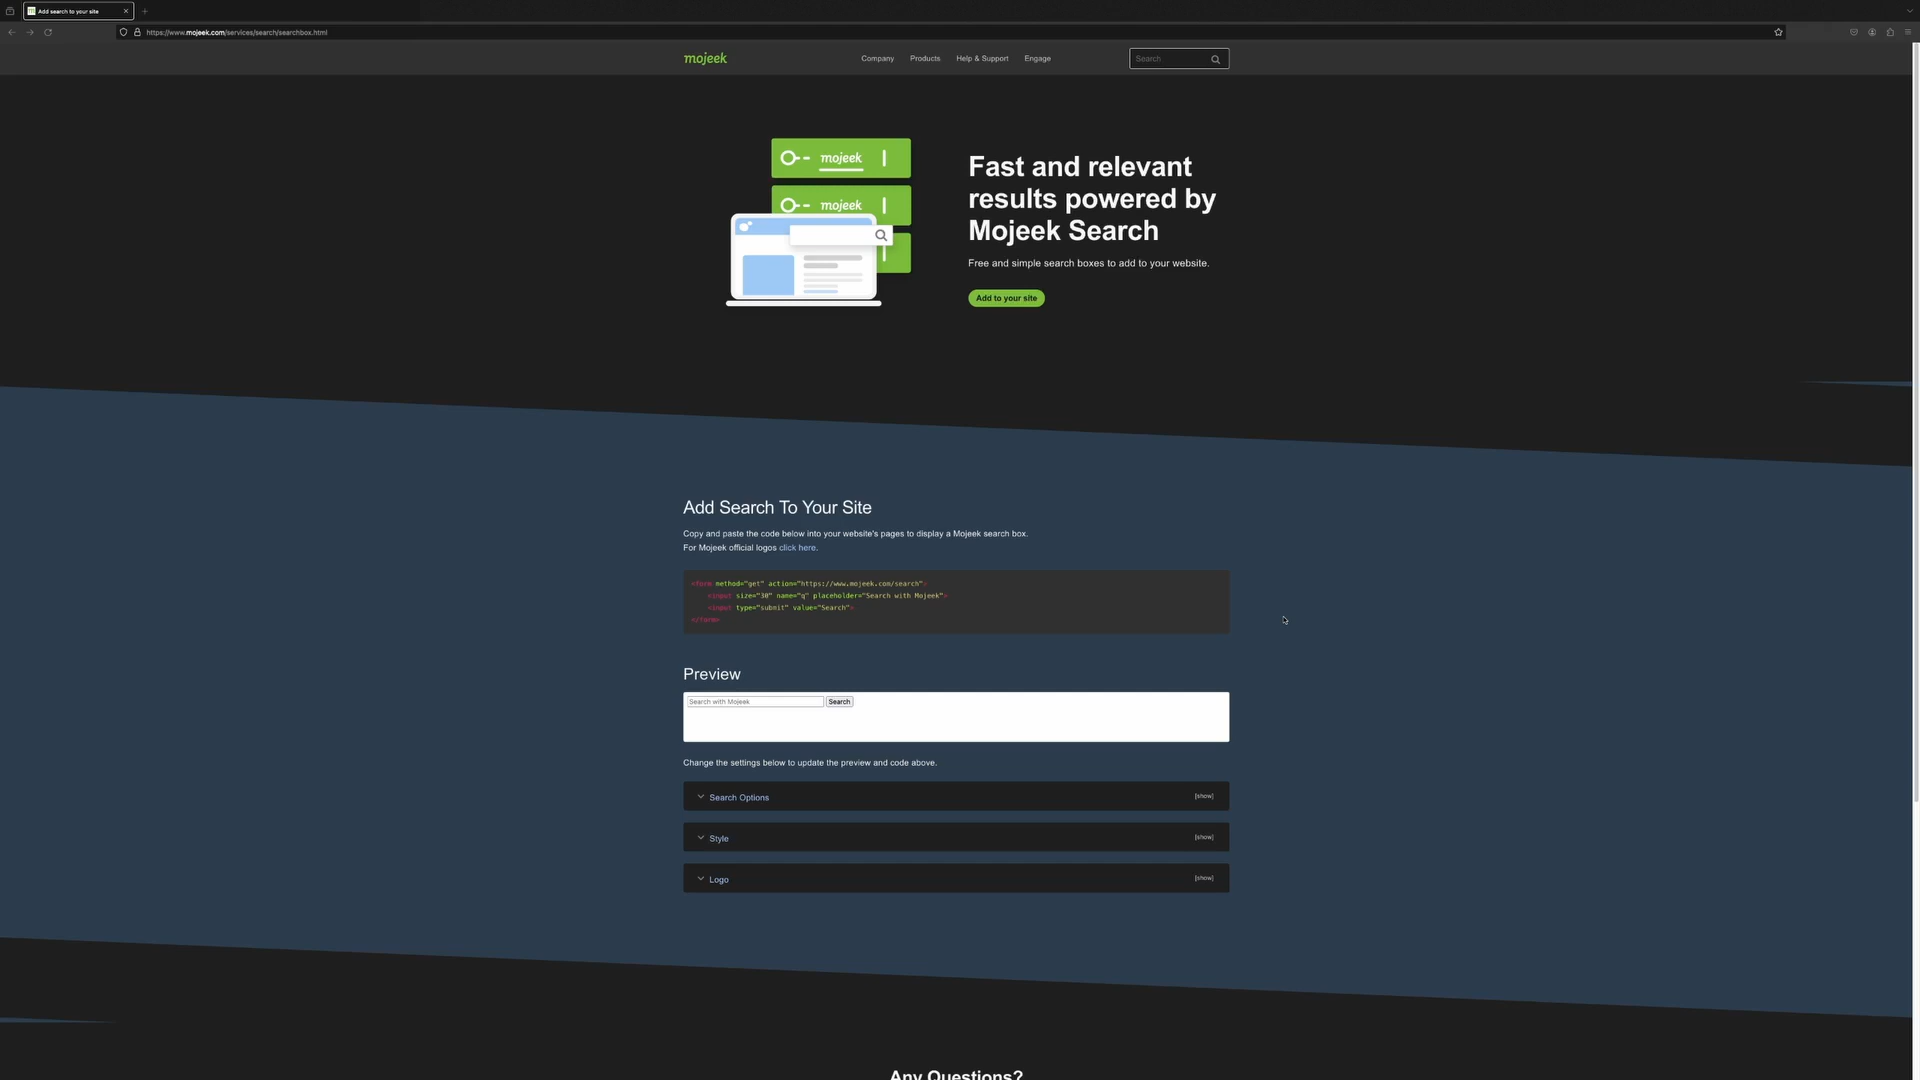 Add search to your site
https://www.mojeek.com/services/search/searchbox.html
mojeek
Company
Products
Help & Support
Engage
Search
mojeek
mojeek
Fast and relevant
results powered by
Mojeek Search
Free and simple search boxes to add to your website.
Add to your site
Add Search To Your Site
Copy and paste the code below into your website's pages to display a Mojeek search box.
For Mojeek official logos click here.
<form method="get" action="https://www.mojeek.com/search">
<input size="30" name="q" placeholder="Search with Mojeek">
<input type="submit" value="Search">
</form>
Preview
Search with Mojeek
Search
Change the settings below to update the preview and code above.
Search Options
[show]
Style
[show]
Logo
[show]
Any Questions?